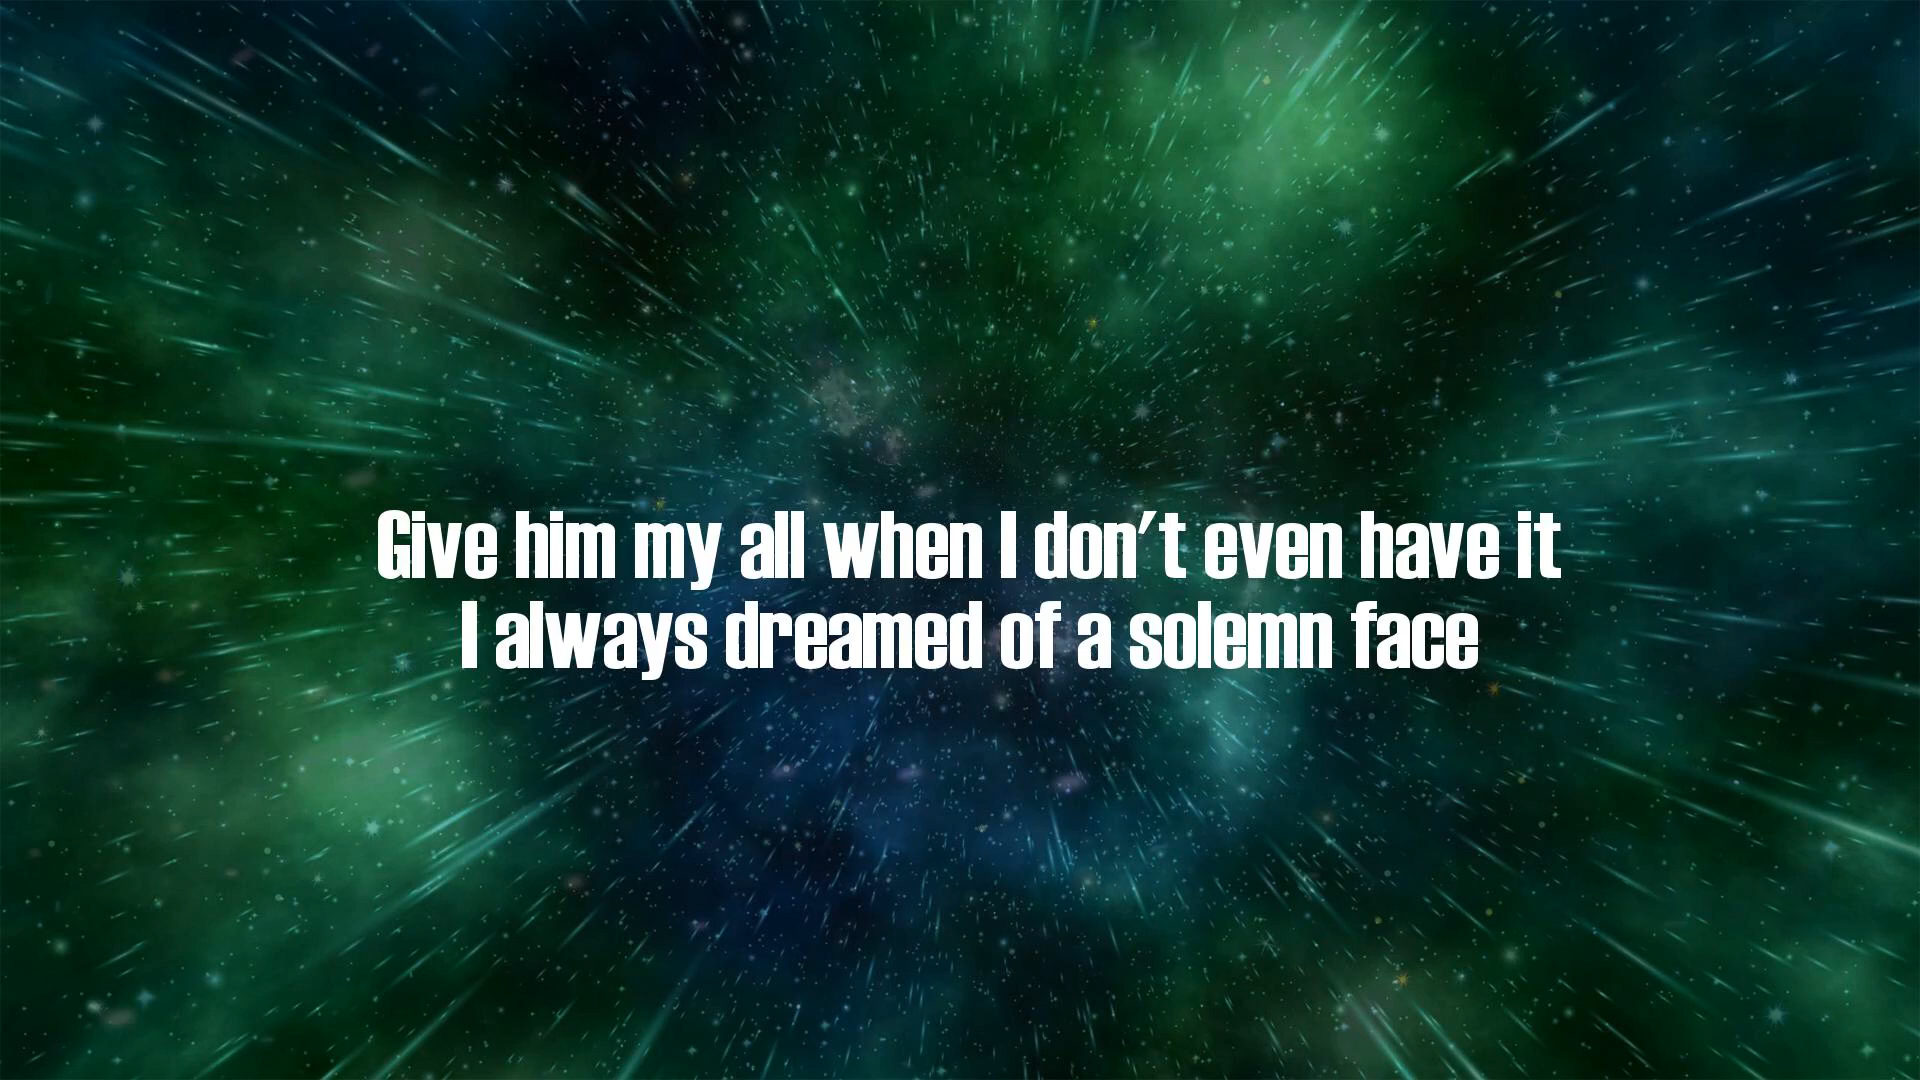 Give him my all when I don't even have it
I always dreamed of a solemn face